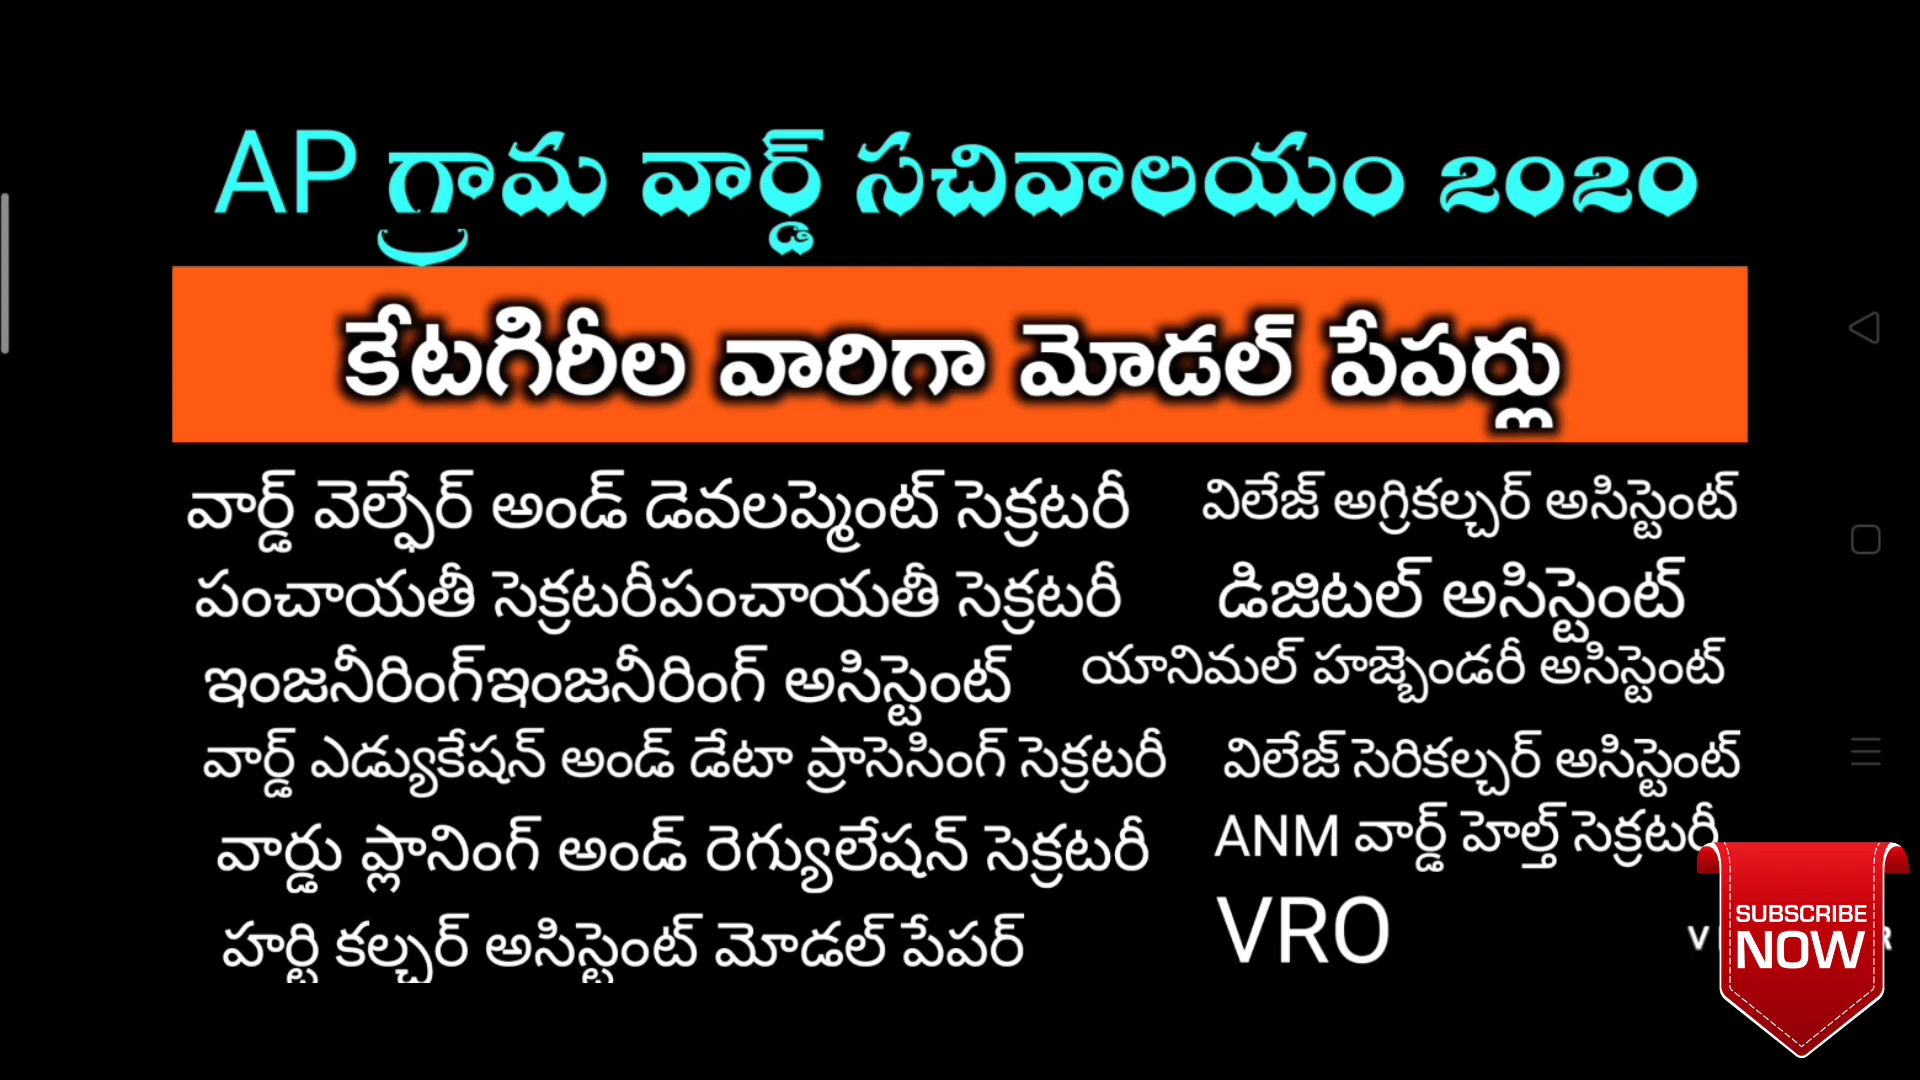 AP గ్రామ వార్డ్ సచివాలయం ౨౦౨౦
కేటగిరీల వారిగా మోడల్ పేపర్లు
వార్డ్ వెల్ఫేర్ అండ్ డెవలప్మెంట్ సెక్రటరీ
పంచాయతీ సెక్రటరీపంచాయతీ సెక్రటరీ
ఇంజనీరింగ్ఇంజనీరింగ్ అసిస్టెంట్
వార్డ్ ఎడ్యుకేషన్ అండ్ డేటా ప్రాసెసింగ్ సెక్రటరీ
వార్డు ప్లానింగ్ అండ్ రెగ్యులేషన్ సెక్రటరీ
హర్టి కల్చర్ అసిస్టెంట్ మోడల్ పేపర్
విలేజ్ అగ్రికల్చర్ అసిస్టెంట్
డిజిటల్ అసిస్టెంట్
యానిమల్ హజ్బెండరీ అసిస్టెంట్
విలేజ్ సెరికల్చర్ అసిస్టెంట్
ANM వార్డ్ హెల్త్ సెక్రటరీ
VRO
SUBSCRIBE
NOW